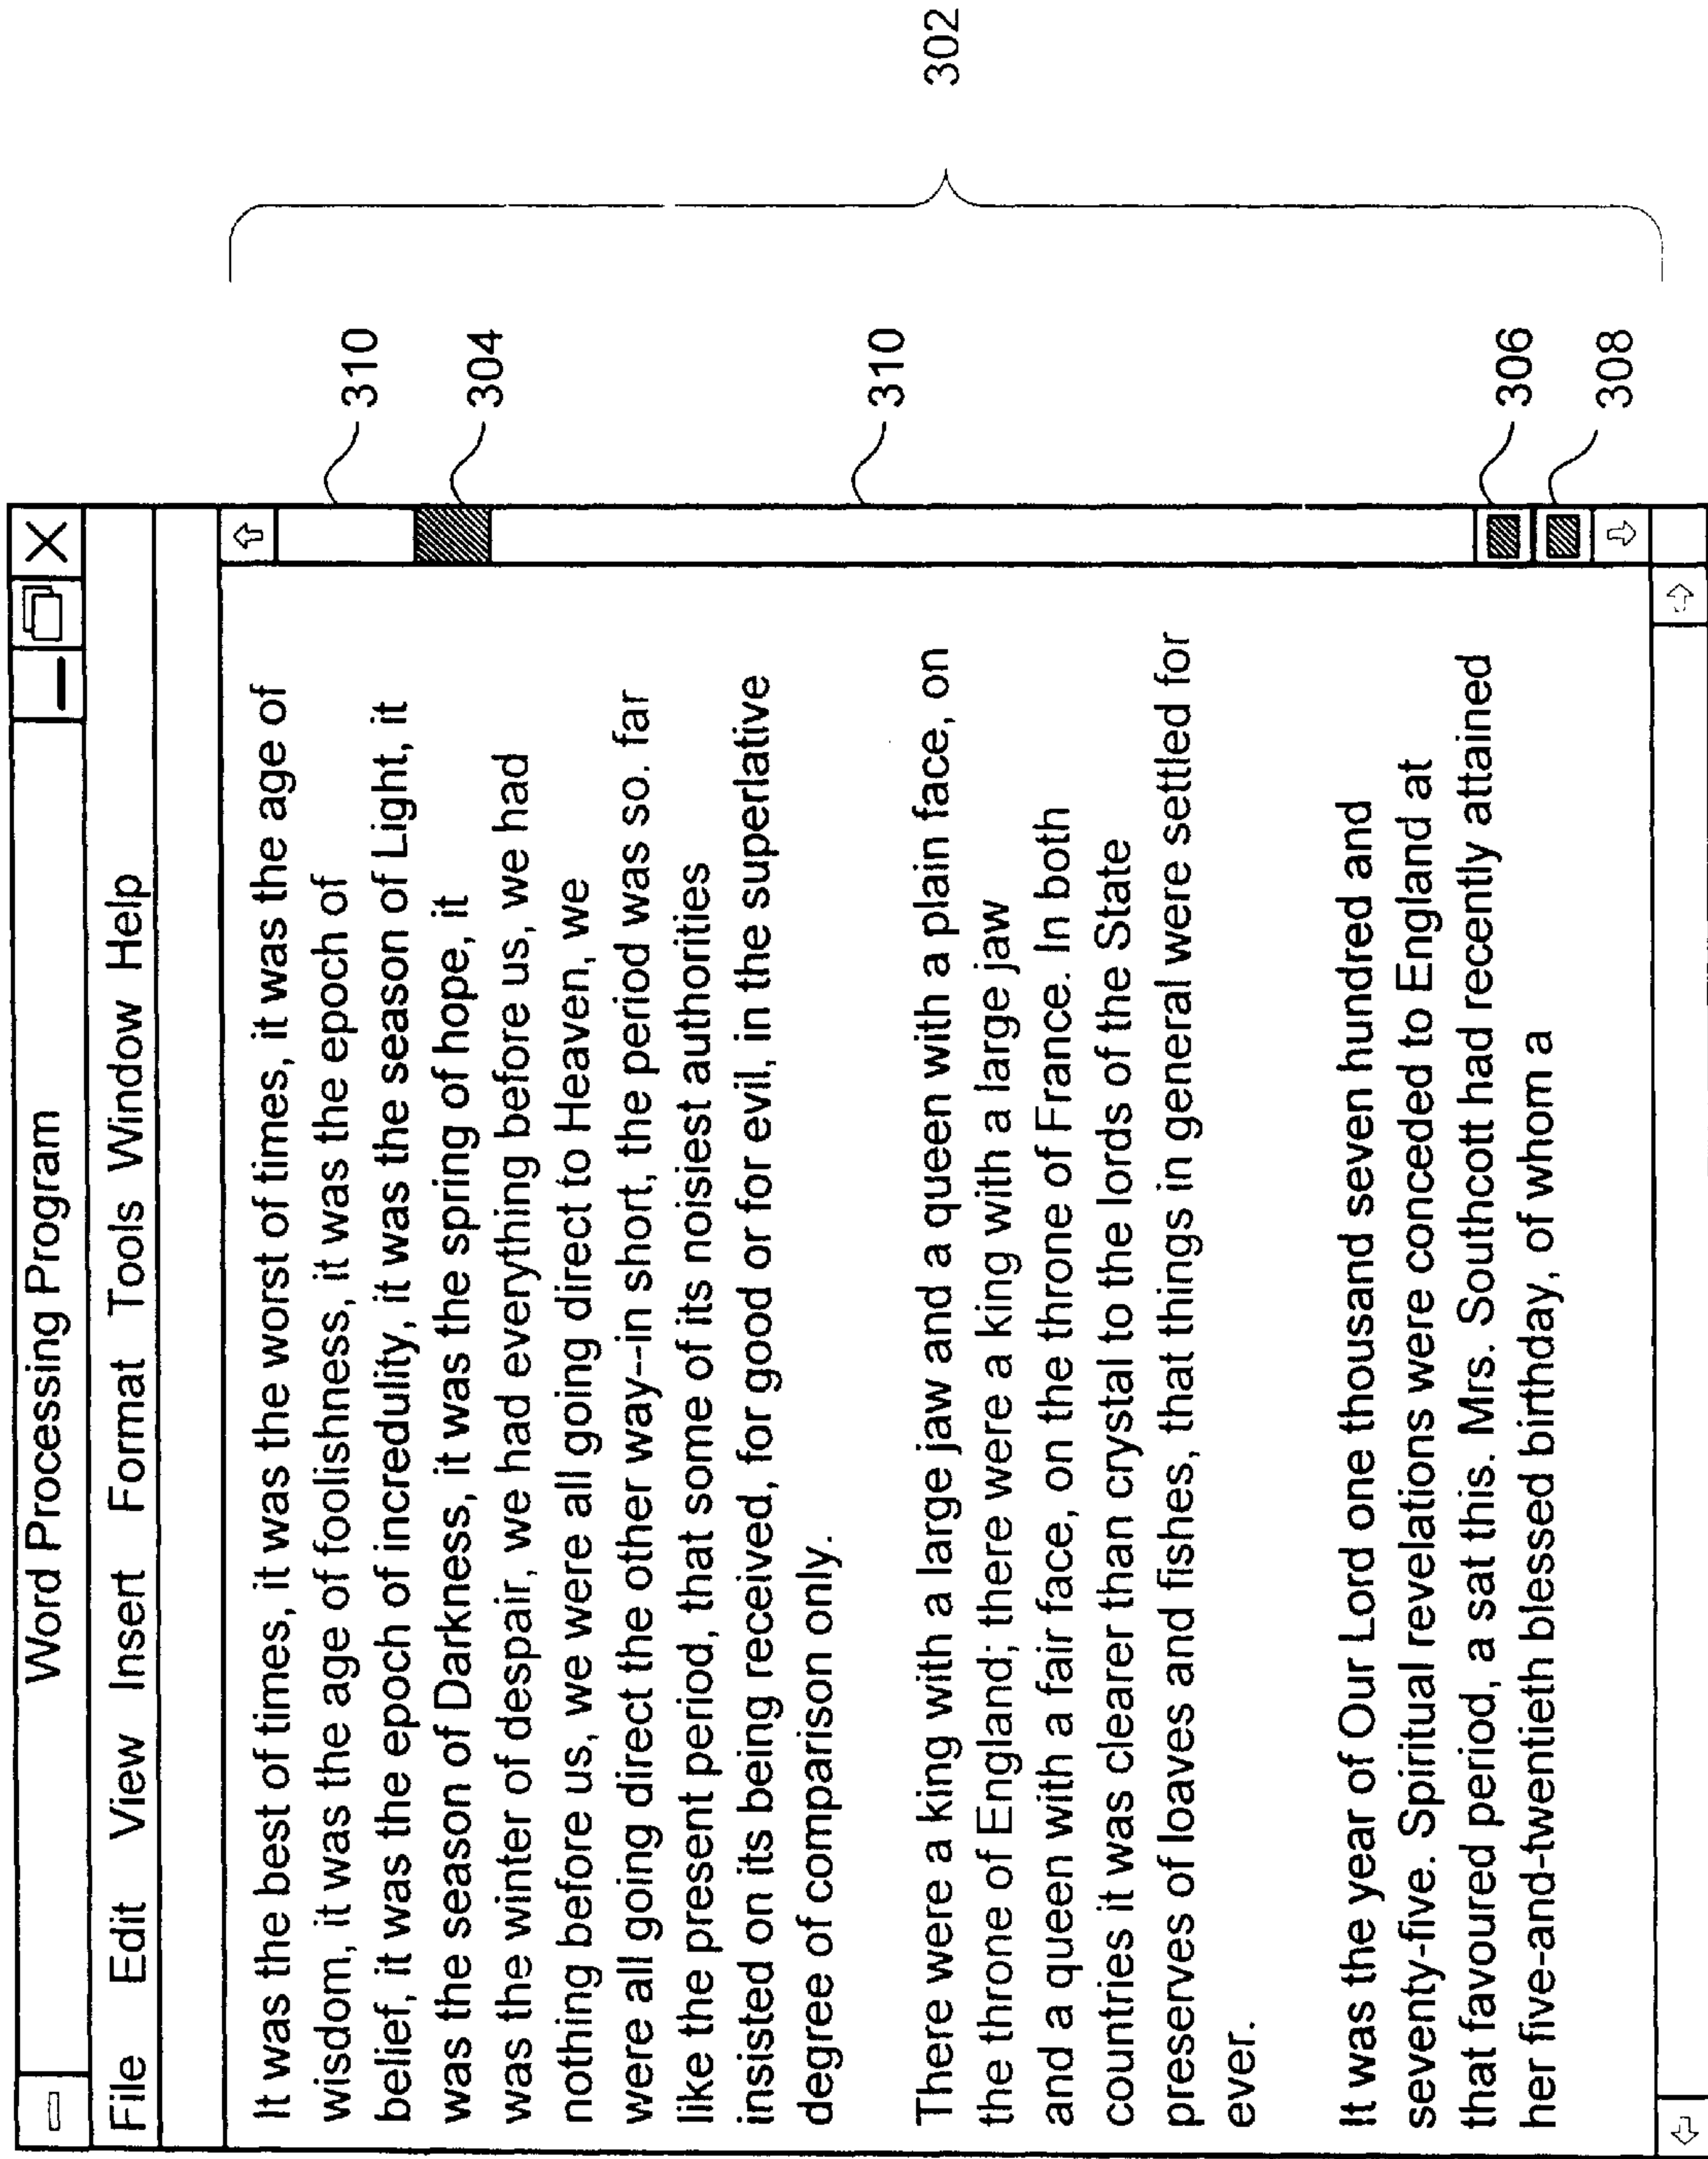 Word Processing Program
File Edit View Insert Format Tools Window Help
It was the best of times, it was the worst of times, it was the age of
wisdom, it was the age of foolishness, it was the epoch of
belief, it was the epoch of incredulity, it was the season of Light, it
was the season of Darkness, it was the spring of hope, it
was the winter of despair, we had everything before us, we had
nothing before us, we were all going direct to Heaven, we
were all going direct the other way--in short, the period was so. far
like the present period, that some of its noisiest authorities
insisted on its being received, for good or for evil, in the superlative
degree of comparison only.
There were a king with a large jaw and a queen with a plain face, on
the throne of England; there were a king with a large jaw
and a queen with a fair face, on the throne of France. In both
countries it was clearer than crystal to the lords of the State
preserves of loaves and fishes, that things in general were settled for
ever.
It was the year of Our Lord one thousand seven hundred and
seventy-five. Spiritual revelations were conceded to England at
that favoured period, a sat this. Mrs. Southcott had recently attained
her five-and-twentieth blessed birthday, of whom a
310
304
310
306
308
302